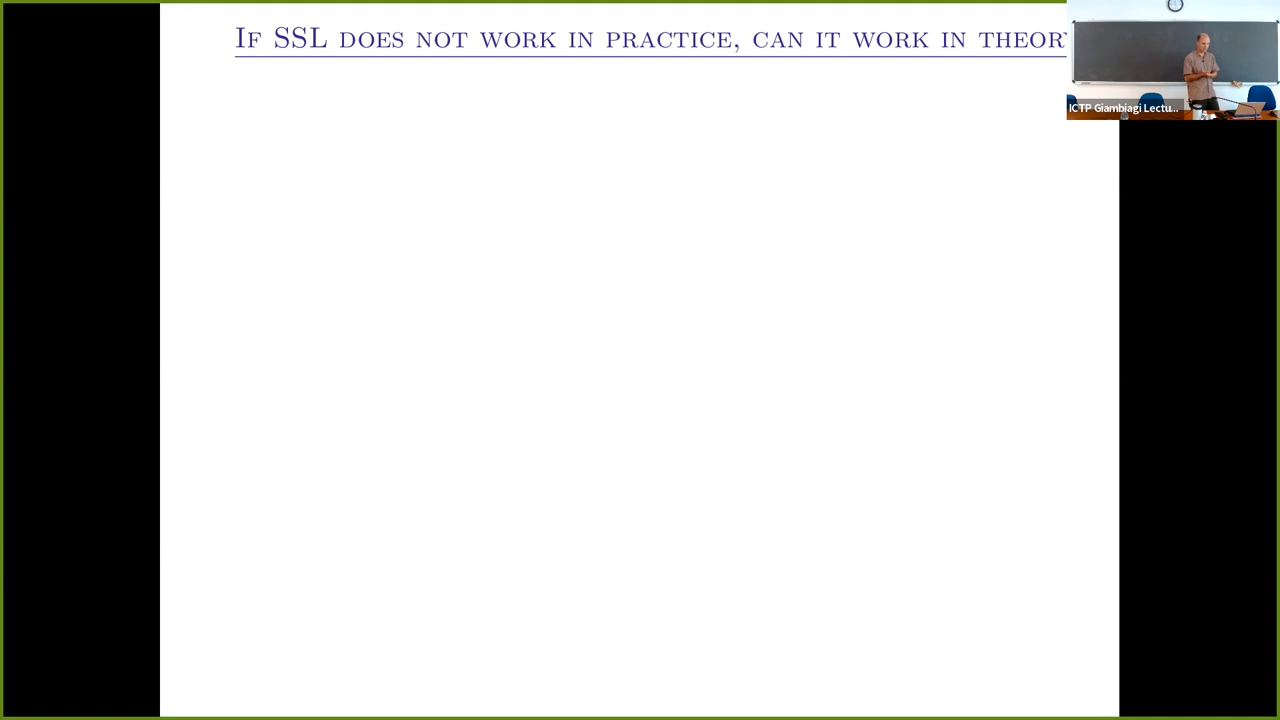 If SSL does not work in practice, can it work in theor
ICTP Giambiagi Lectu...